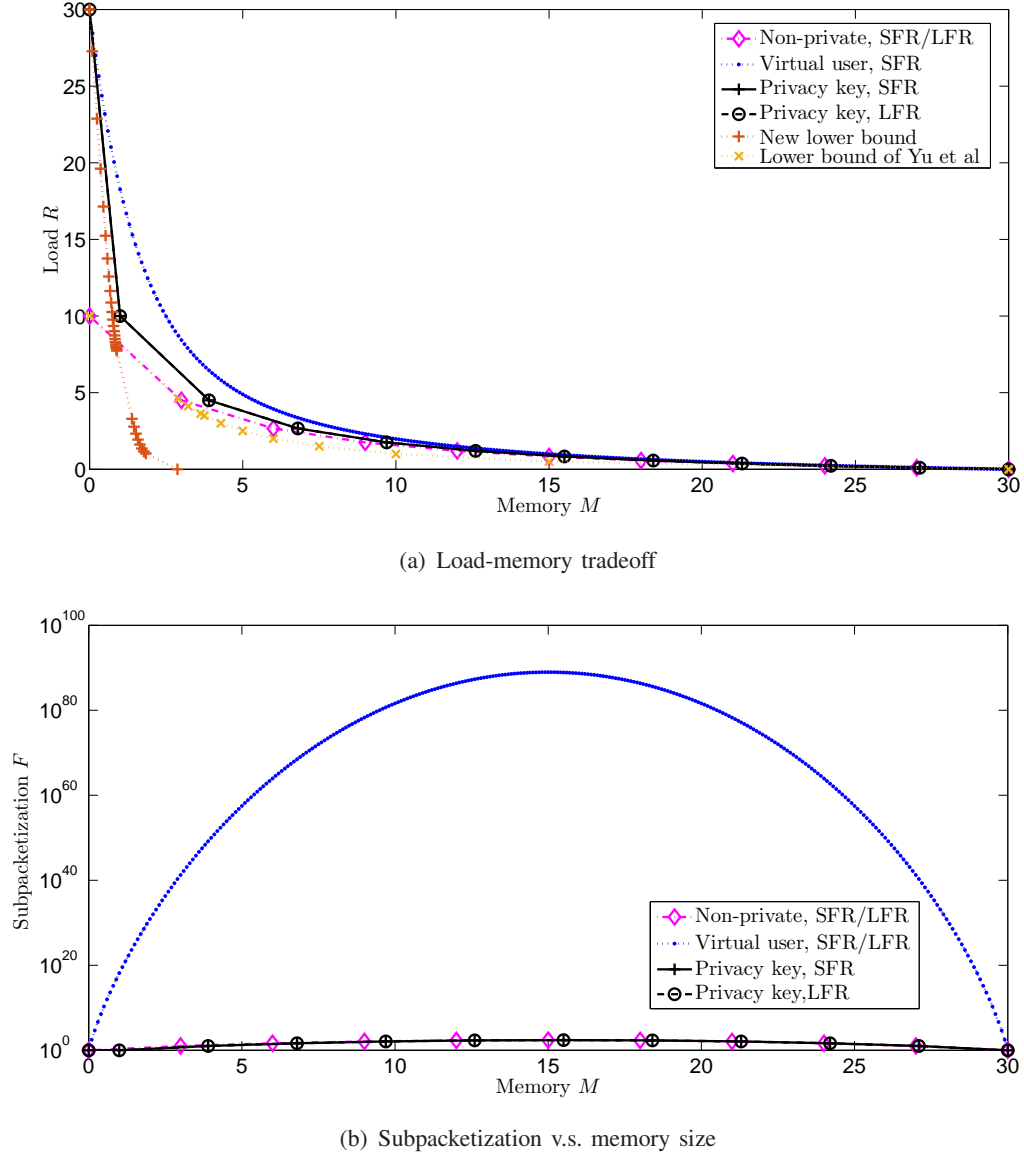 30
25
20
15
10
5
0
Load R
0
5
10
15
20
25
30
Memory M
Non-private, SFR/LFR
Virtual user, SFR
Privacy key, SFR
Privacy key, LFR
New lower bound
Lower bound of Yu et al
(a) Load-memory tradeoff
10^100
10^80
10^60
10^40
10^20
10^0
Subpacketization F
0
5
10
15
20
25
30
Memory M
Non-private, SFR/LFR
Virtual user, SFR/LFR
Privacy key, SFR
Privacy key,LFR
(b) Subpacketization v.s. memory size